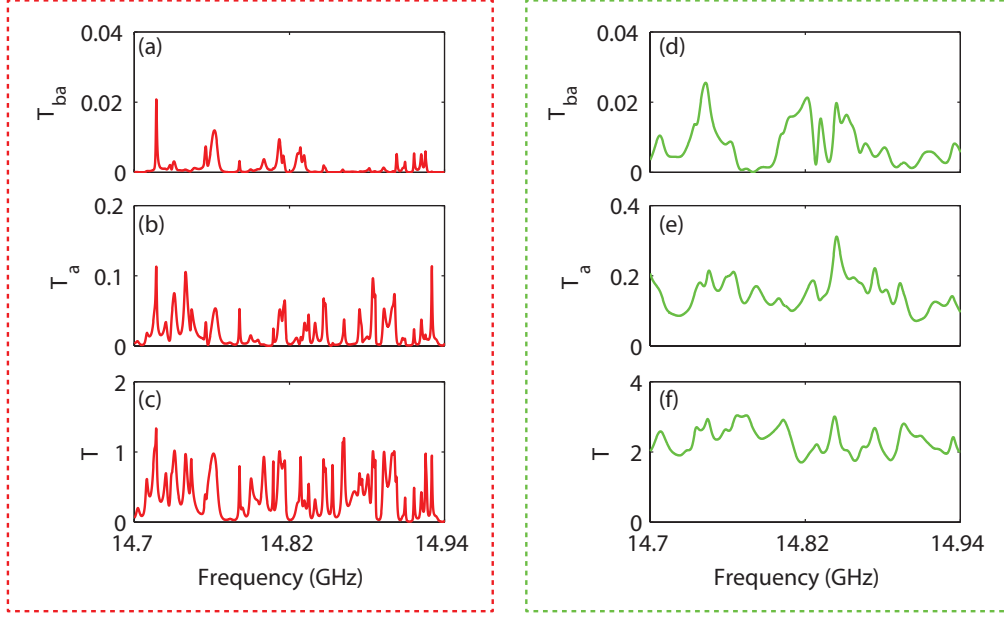 (a)
0.04
0.02
0
T_ba
(b)
0.2
0.1
0
T_a
(c)
2
1
0
T
14.7 14.82 14.94
Frequency (GHz)
(d)
0.04
0.02
0
T_ba
(e)
0.4
0.2
0
T_a
(f)
4
2
0
T
14.7 14.82 14.94
Frequency (GHz)